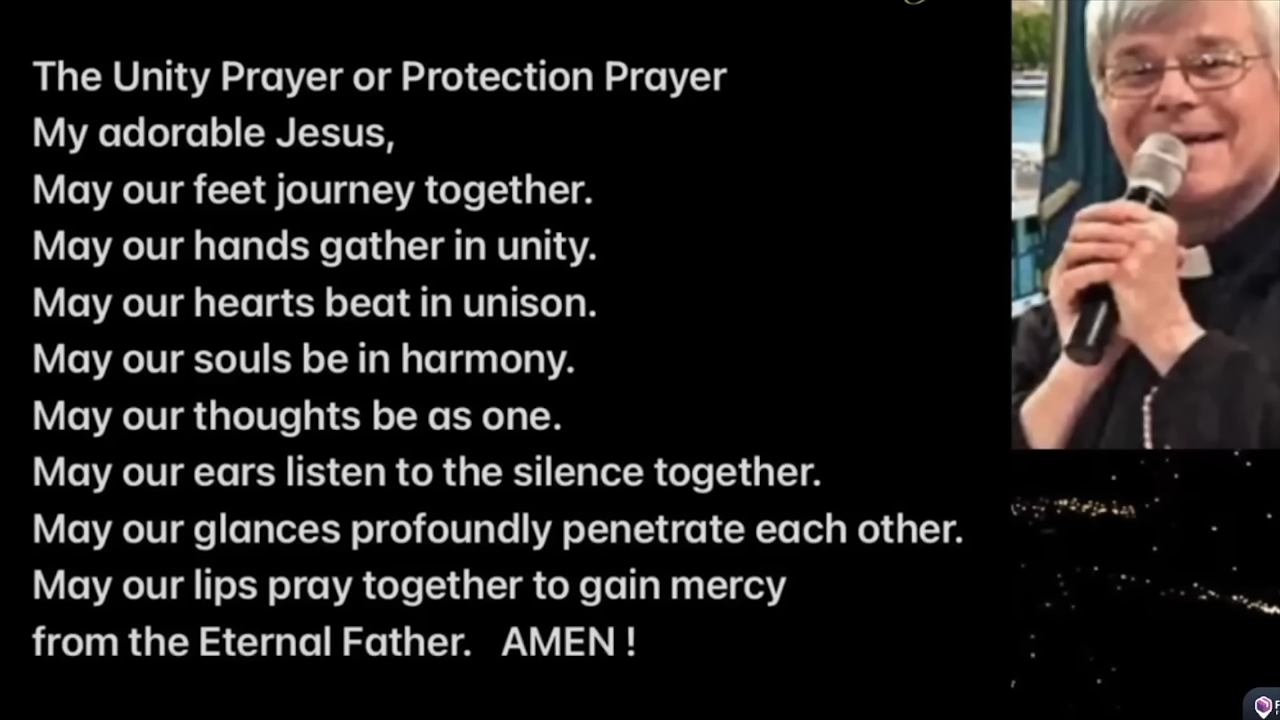 The Unity Prayer or Protection Prayer
My adorable Jesus,
May our feet journey together.
May our hands gather in unity.
May our hearts beat in unison.
May our souls be in harmony.
May our thoughts be as one.
May our ears listen to the silence together.
May our glances profoundly penetrate each other.
May our lips pray together to gain mercy
from the Eternal Father. AMEN !